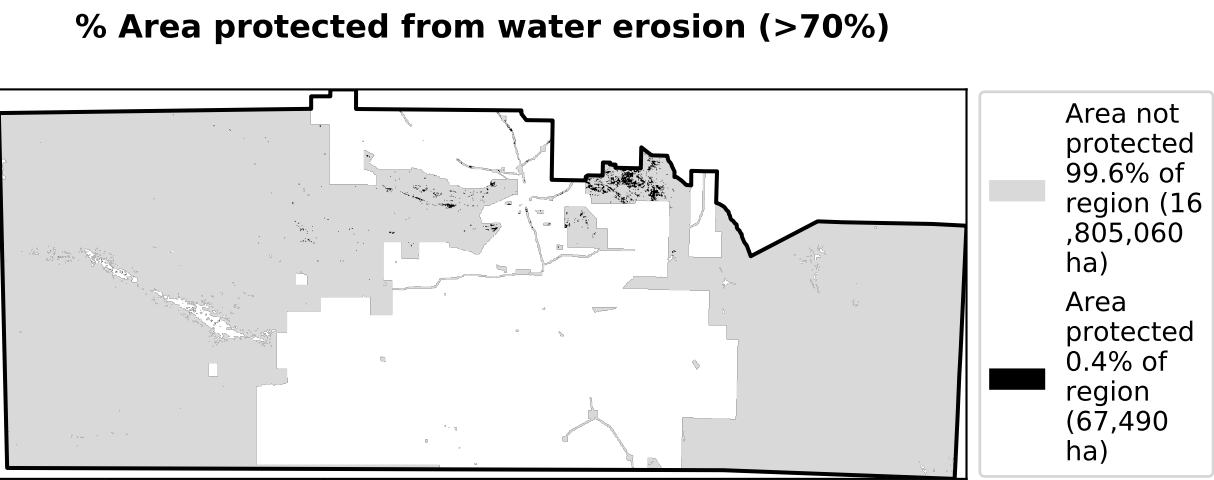 % Area protected from water erosion (>70%)
Area not
protected
99.6% of
region (16
,805,060
ha)
Area
protected
0.4% of
region
(67,490
ha)